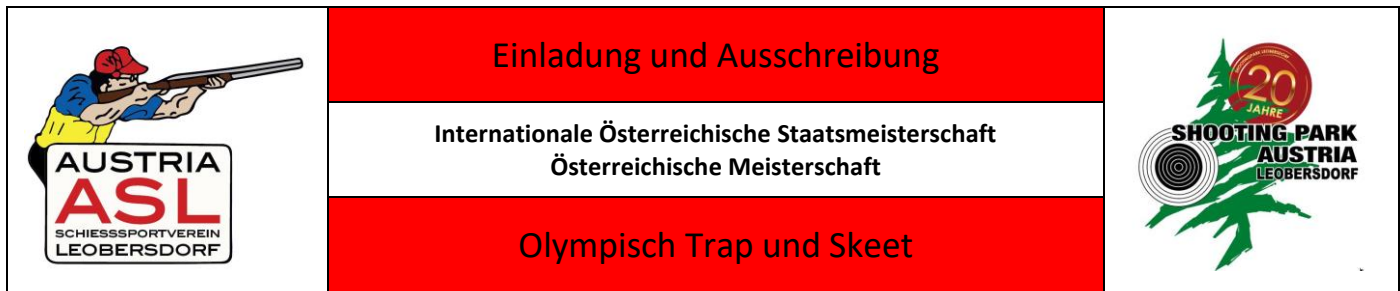 AUSTRIA
ASL
SCHIESSSPORTVEREIN
LEOBERSDORF
Einladung und Ausschreibung
Internationale Österreichische Staatsmeisterschaft
Österreichische Meisterschaft
Olympisch Trap und Skeet
20
JAHRE
SHOOTING PARK
AUSTRIA
LEOBERSDORF